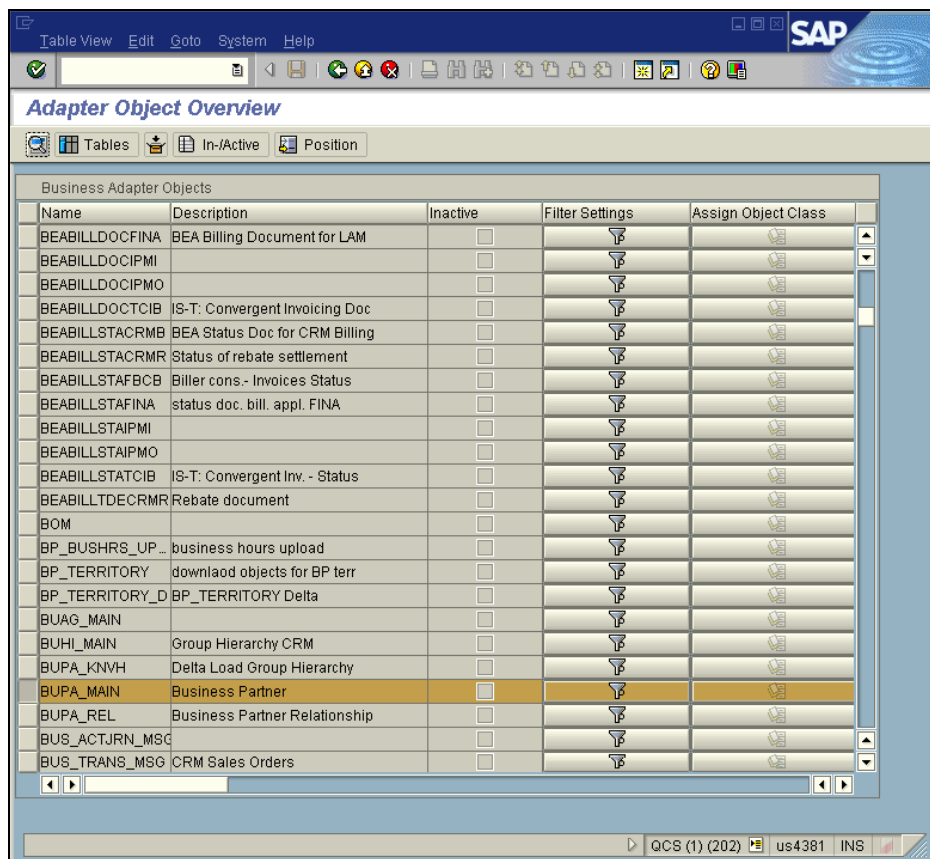 Table View Edit Goto System Help
SAP
Adapter Object Overview
Tables In-/Active Position
Business Adapter Objects
Name Description Inactive Filter Settings Assign Object Class
BEABILLDOCFINA BEA Billing Document for LAM
BEABILLDOCIPMI
BEABILLDOCIPMO
BEABILLDOCTCIB IS-T: Convergent Invoicing Doc
BEABILLSTACRMB BEA Status Doc for CRM Billing
BEABILLSTACRMR Status of rebate settlement
BEABILLSTAFBCB Biller cons.- Invoices Status
BEABILLSTAFINA status doc. bill. appl. FINA
BEABILLSTAIPMI
BEABILLSTAIPMO
BEABILLSTATCIB IS-T: Convergent Inv. - Status
BEABILLTDECRMR Rebate document
BOM
BP_BUSHRS_UP... business hours upload
BP_TERRITORY downlaod objects for BP terr
BP_TERRITORY_D BP_TERRITORY Delta
BUAG_MAIN
BUHI_MAIN Group Hierarchy CRM
BUPA_KNVH Delta Load Group Hierarchy
BUPA_MAIN Business Partner
BUPA_REL Business Partner Relationship
BUS_ACTJRN_MSG
BUS_TRANS_MSG CRM Sales Orders
QCS (1) (202) us4381 INS